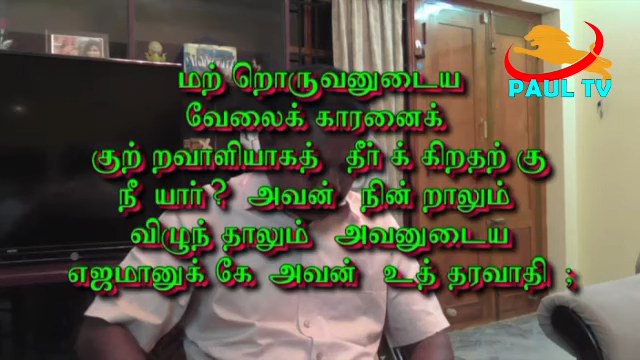 PAUL TV
மற் றொருவனுடைய
வேலைக் காரனைக்
குற் றவாளியாகத் தீர் க் கிறதற் கு
நீ யார் ? அவன் நின் றாலும்
விழுந் தாலும் அவனுடைய
எஜமானுக் கே அவன் உத் தரவாதி ;